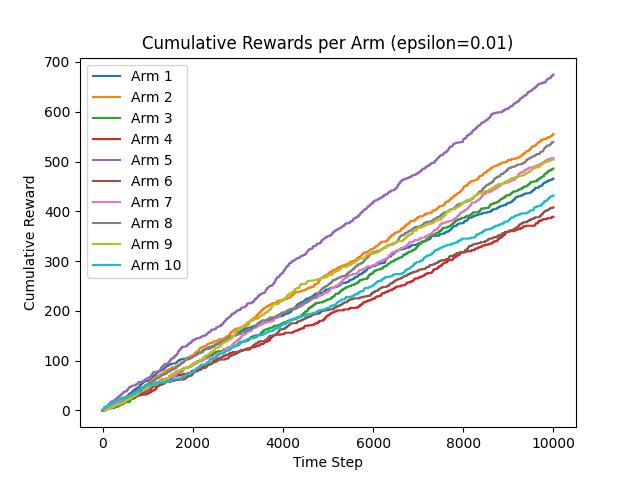 Cumulative Rewards per Arm (epsilon=0.01)
Cumulative Reward
700
600
500
400
300
200
100
0
Arm 1
Arm 2
Arm 3
Arm 4
Arm 5
Arm 6
Arm 7
Arm 8
Arm 9
Arm 10
0 2000 4000 6000 8000 10000
Time Step